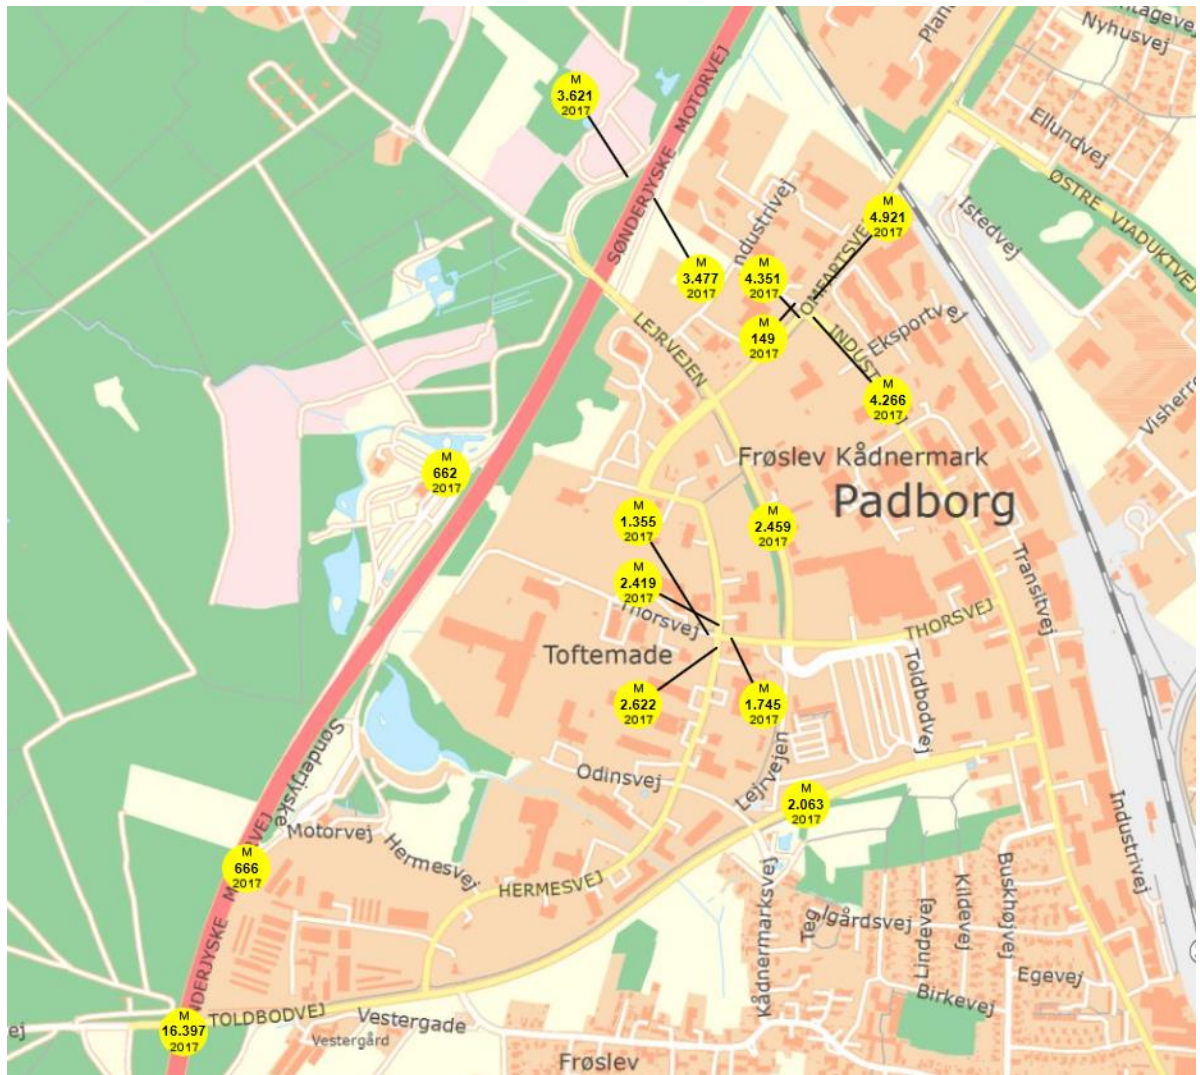 Nyhusvej
Ellundvej
ØSTRE VIADUKTVEJ
M
3.621
2017
SØNDERJYSKE MOTORVEJ
M
4.921
2017
Istedvej
M
3.477
2017
ndustrivej
M
4.351
2017
OMFARTSVEJ
M
149
2017
INDUST
Eksportvej
LEJRVEJEN
M
4.266
2017
Frøslev Kådnermark
Padborg
M
662
2017
M
1.355
2017
M
2.459
2017
M
2.419
2017
Thorsvej
THORSVEJ
Transitvej
Toftemade
Toldbodvej
M
2.622
2017
M
1.745
2017
Sønderjyske
Motorvej
Odinsvej
Lejrvejen
M
2.063
2017
Hermesvej
HERMESVEJ
M
666
2017
Industrivej
Kådnermarksvej
Teglgårdsvej
Lindevej
Kildevej
Buskhøjvej
Egevej
Birkevej
NDERJYSKE M
VEJ
M
16.397
2017
TOLDBODVEJ
Vestergade
Vestergård
Frøslev
ej